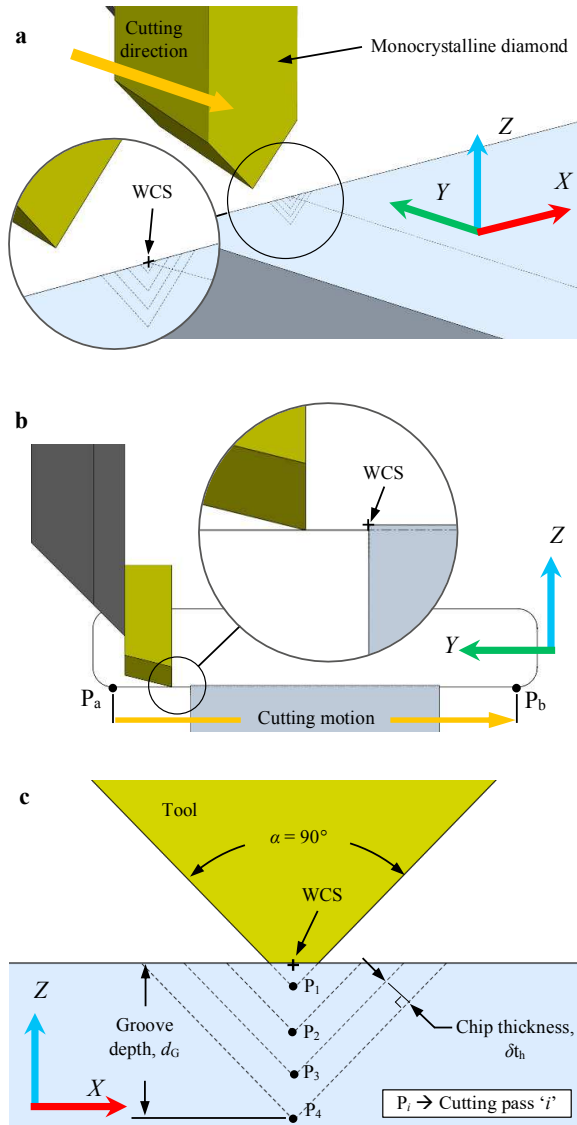 a
Cutting
direction
Monocrystalline diamond
Z
Y
X
WCS
b
WCS
Z
Y
Pa
Pb
Cutting motion
c
Tool
α = 90°
WCS
P1
Z
Groove
depth, dG
P2
Chip thickness,
δth
X
P3
P4
Pi → Cutting pass ‘i’